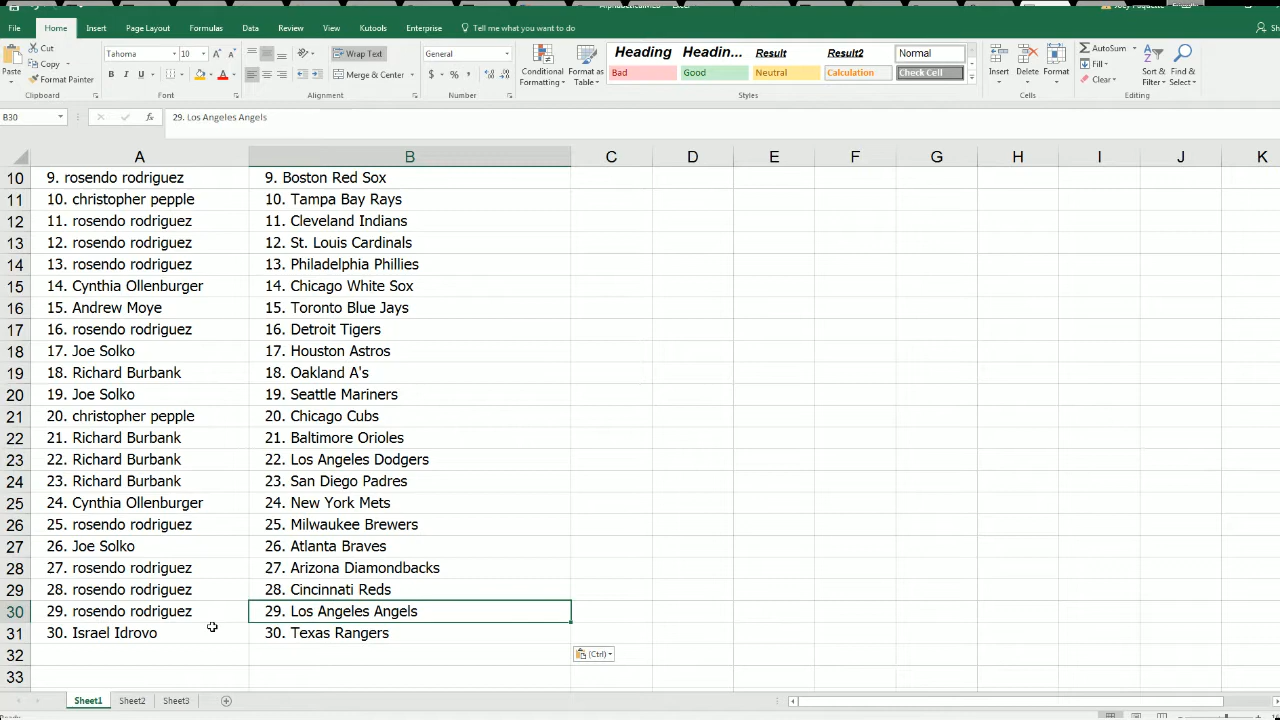 File Home Insert Page Layout Formulas Data Review View Kutools Enterprise Tell me what you want to do
Paste Cut Copy Format Painter Clipboard
Tahoma 10 Font
Wrap Text Merge & Center Alignment
General Number
Conditional Formatting Format as Table
Heading Headin... Result Result2 Normal
Bad Good Neutral Calculation Check Cell
Styles
Insert Delete Format Cells
AutoSum Fill Clear Sort & Filter Find & Select Editing
B30 fx 29. Los Angeles Angels
A B C D E F G H I J K
10 9. rosendo rodriguez 9. Boston Red Sox
11 10. christopher pepple 10. Tampa Bay Rays
12 11. rosendo rodriguez 11. Cleveland Indians
13 12. rosendo rodriguez 12. St. Louis Cardinals
14 13. rosendo rodriguez 13. Philadelphia Phillies
15 14. Cynthia Ollenburger 14. Chicago White Sox
16 15. Andrew Moye 15. Toronto Blue Jays
17 16. rosendo rodriguez 16. Detroit Tigers
18 17. Joe Solko 17. Houston Astros
19 18. Richard Burbank 18. Oakland A's
20 19. Joe Solko 19. Seattle Mariners
21 20. christopher pepple 20. Chicago Cubs
22 21. Richard Burbank 21. Baltimore Orioles
23 22. Richard Burbank 22. Los Angeles Dodgers
24 23. Richard Burbank 23. San Diego Padres
25 24. Cynthia Ollenburger 24. New York Mets
26 25. rosendo rodriguez 25. Milwaukee Brewers
27 26. Joe Solko 26. Atlanta Braves
28 27. rosendo rodriguez 27. Arizona Diamondbacks
29 28. rosendo rodriguez 28. Cincinnati Reds
30 29. rosendo rodriguez 29. Los Angeles Angels
31 30. Israel Idrovo 30. Texas Rangers
32 (Ctrl)
33
Sheet1 Sheet2 Sheet3